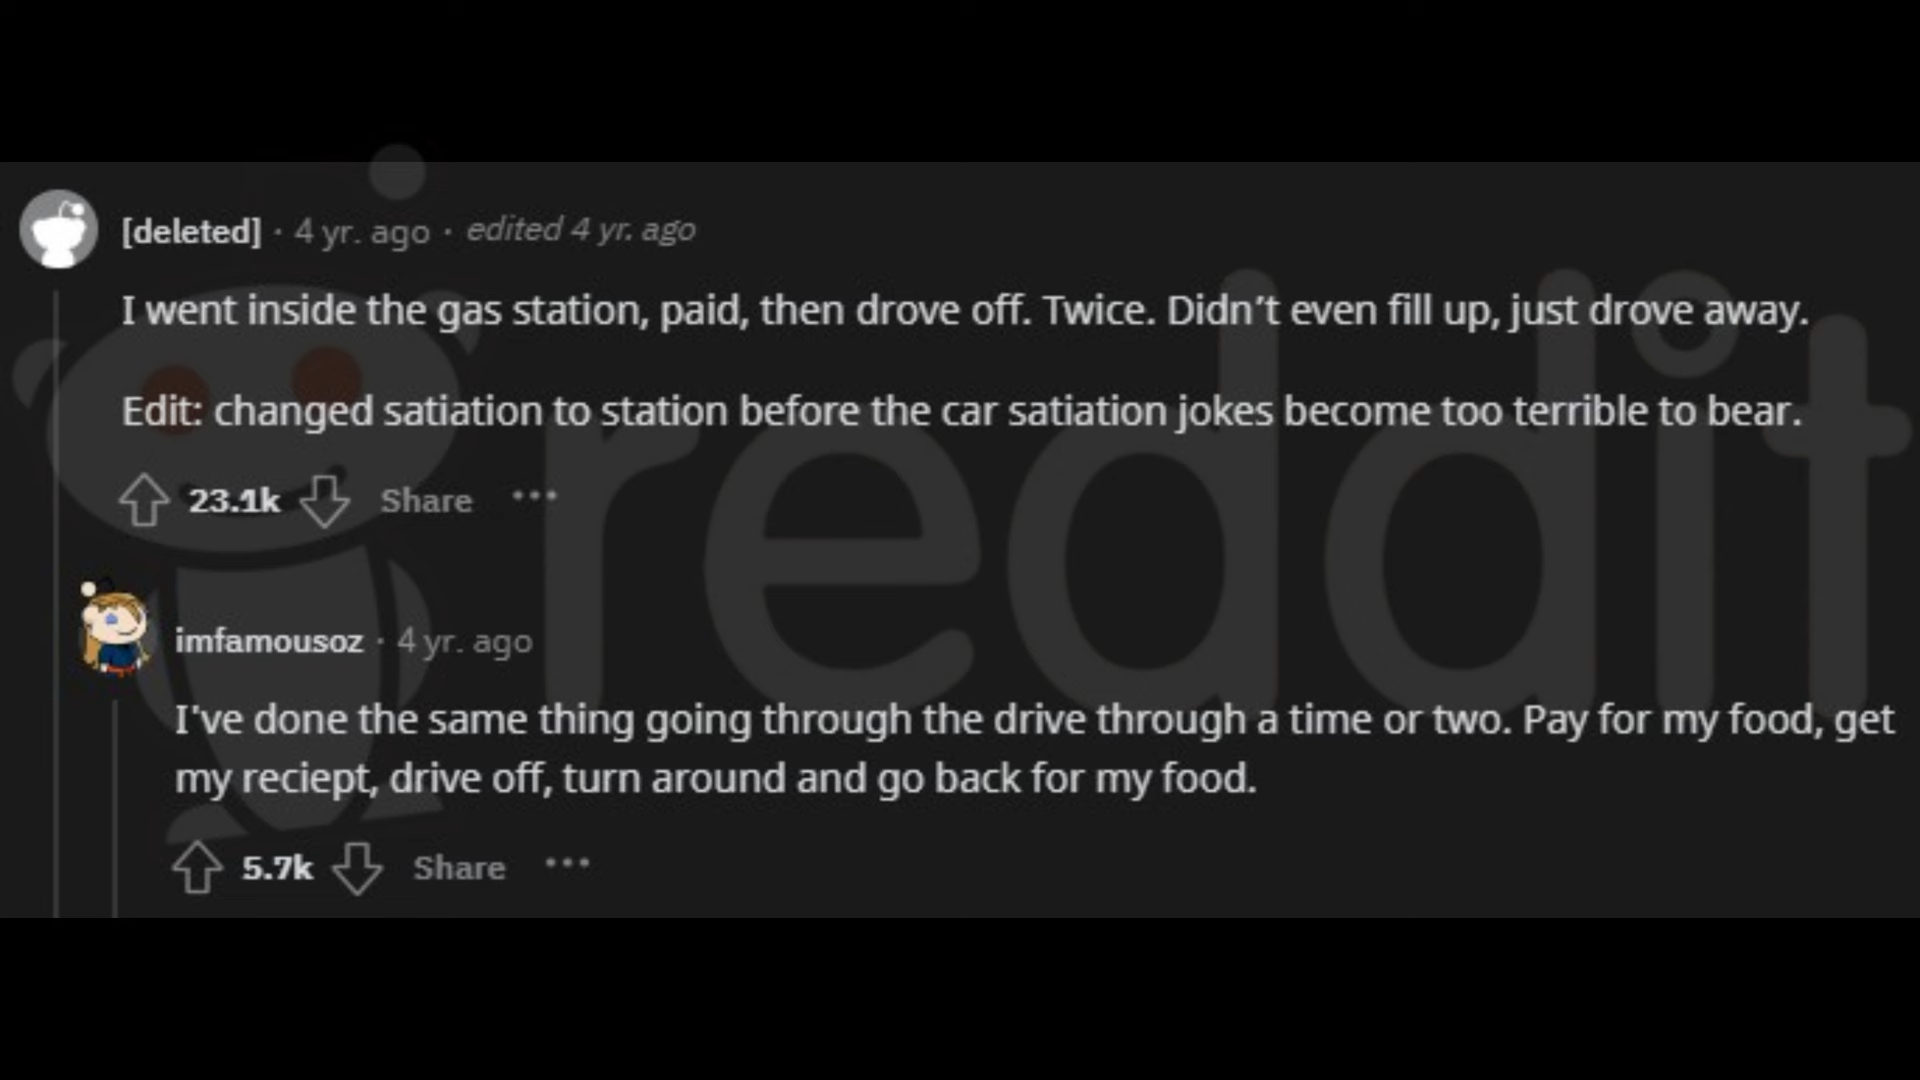 [deleted] · 4 yr. ago · edited 4 yr. ago
I went inside the gas station, paid, then drove off. Twice. Didn’t even fill up, just drove away.
Edit: changed satiation to station before the car satiation jokes become too terrible to bear.
23.1k Share ···
imfamousoz · 4 yr. ago
I've done the same thing going through the drive through a time or two. Pay for my food, get
my reciept, drive off, turn around and go back for my food.
5.7k Share ···
reddit